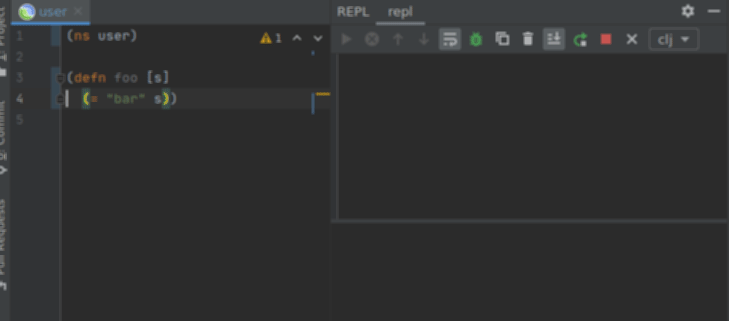 user
REPL repl
1 (ns user)
1
clj
2
3 (defn foo [s]
4 (= "bar" s))
5
Project
Commit
Pull Requests